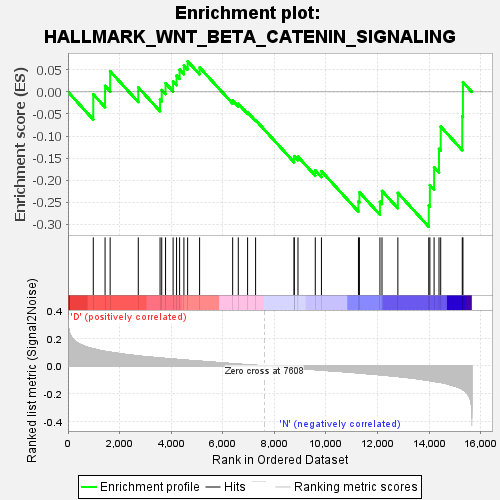 Enrichment plot:
HALLMARK_WNT_BETA_CATENIN_SIGNALING
Enrichment score (ES)
0.05
0.00
-0.05
-0.10
-0.15
-0.20
-0.25
-0.30
Ranked list metric (Signal2Noise)
0.4
0.2
0.0
-0.2
-0.4
'D' (positively correlated)
Zero cross at 7608
'N' (negatively correlated)
0
2,000
4,000
6,000
8,000
10,000
12,000
14,000
16,000
Rank in Ordered Dataset
Enrichment profile
Hits
Ranking metric scores